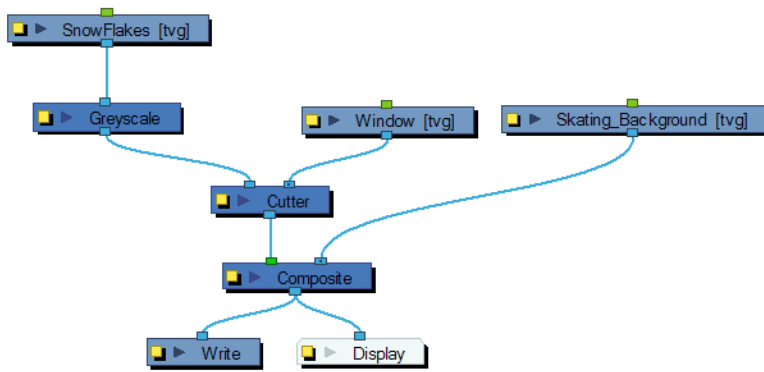 SnowFlakes [tvg]
Greyscale
Window [tvg]
Skating_Background [tvg]
Cutter
Composite
Write
Display